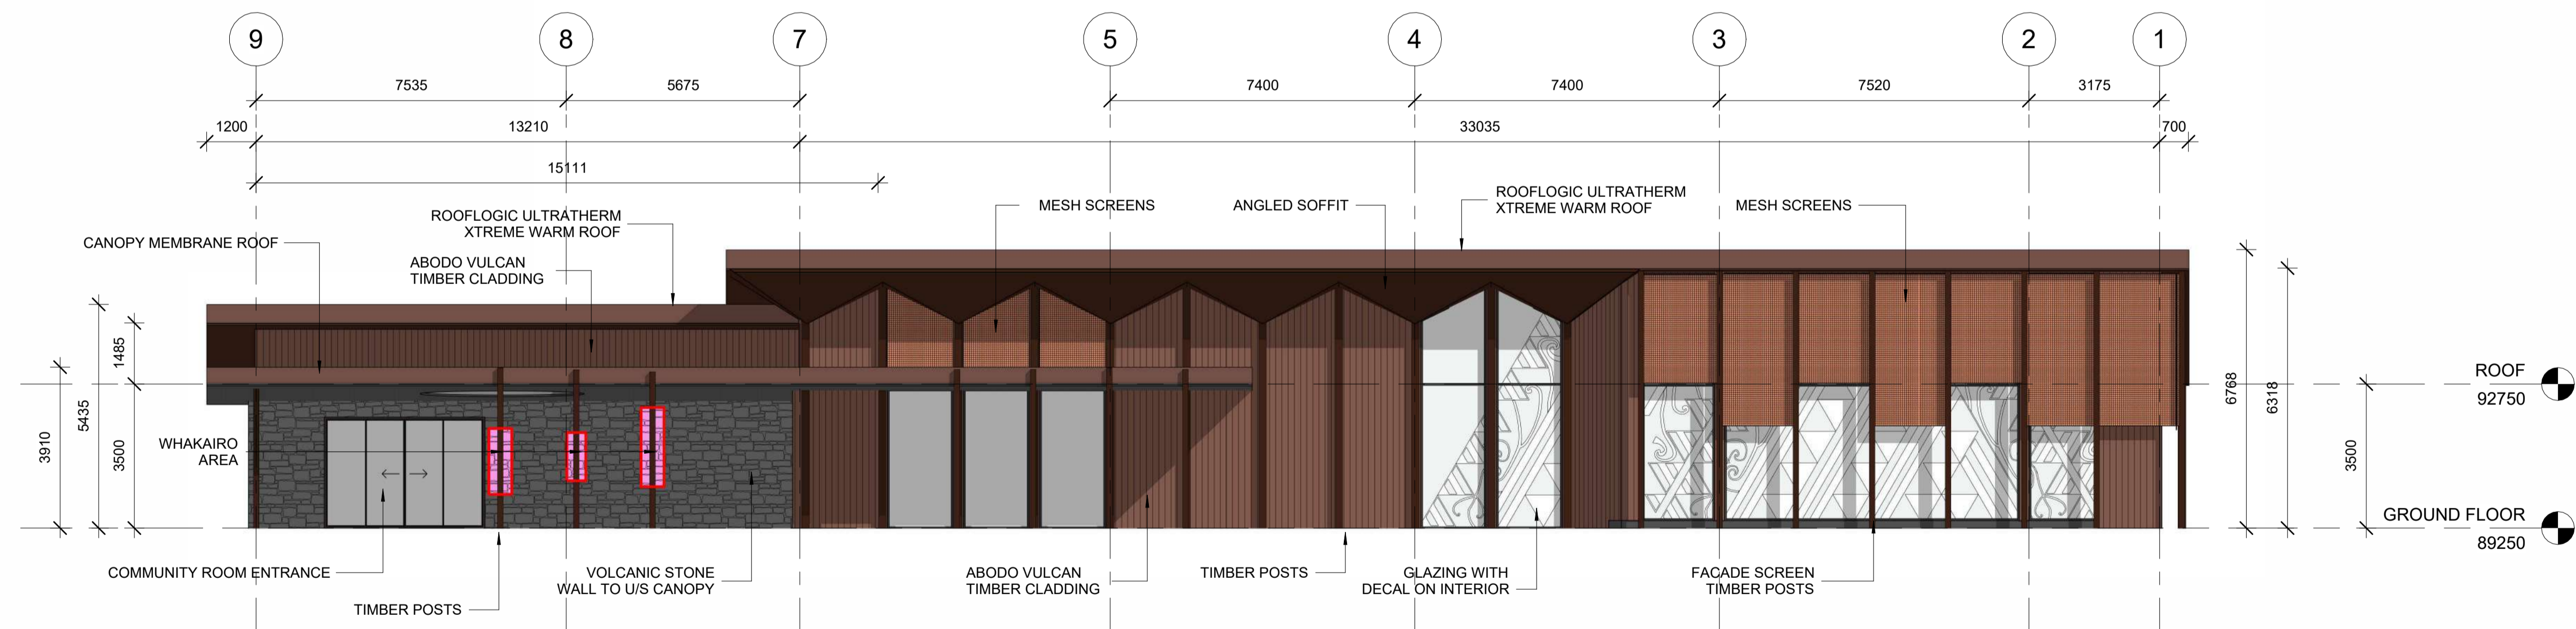 9 8 7 5 4 3 2 1
7535 5675 7400 7400 7520 3175
1200 13210 33035 700
15111
ROOFLOGIC ULTRATHERM
XTREME WARM ROOF
MESH SCREENS
ANGLED SOFFIT
ROOFLOGIC ULTRATHERM
XTREME WARM ROOF
MESH SCREENS
CANOPY MEMBRANE ROOF
ABODO VULCAN
TIMBER CLADDING
1485
3910
5435
3500
WHAKAIRO
AREA
6768
6318
3500
ROOF
92750
GROUND FLOOR
89250
COMMUNITY ROOM ENTRANCE
TIMBER POSTS
VOLCANIC STONE
WALL TO U/S CANOPY
ABODO VULCAN
TIMBER CLADDING
TIMBER POSTS
GLAZING WITH
DECAL ON INTERIOR
FACADE SCREEN
TIMBER POSTS